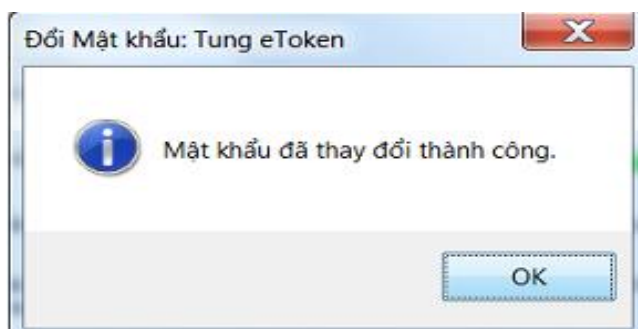 Đổi Mật khẩu: Tung eToken
Mật khẩu đã thay đổi thành công.
OK